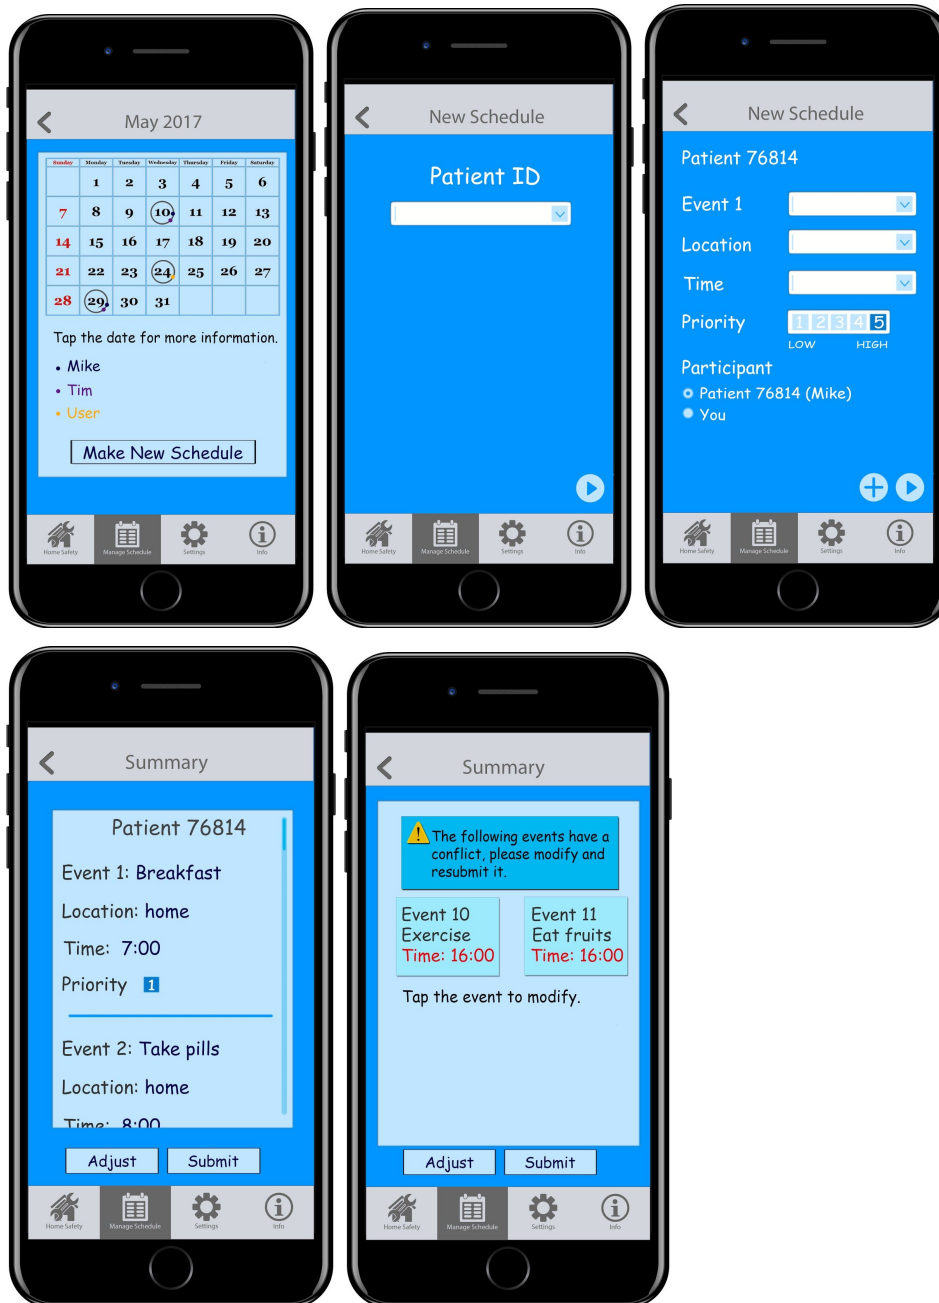 May 2017
Sunday Monday Tuesday Wednesday Thursday Friday Saturday
1 2 3 4 5 6
7 8 9 10 11 12 13
14 15 16 17 18 19 20
21 22 23 24 25 26 27
28 29 30 31
Tap the date for more information.
• Mike
• Tim
• User
Make New Schedule
Home Safety Manage Schedule Settings Info
New Schedule
Patient ID
Home Safety Manage Schedule Settings Info
New Schedule
Patient 76814
Event 1
Location
Time
Priority 1 2 3 4 5
LOW HIGH
Participant
Patient 76814 (Mike)
You
Home Safety Manage Schedule Settings Info
Summary
Patient 76814
Event 1: Breakfast
Location: home
Time: 7:00
Priority 1
Event 2: Take pills
Location: home
Time: 8:00
Adjust Submit
Home Safety Manage Schedule Settings Info
Summary
The following events have a
conflict, please modify and
resubmit it.
Event 10 Event 11
Exercise Eat fruits
Time: 16:00 Time: 16:00
Tap the event to modify.
Adjust Submit
Home Safety Manage Schedule Settings Info